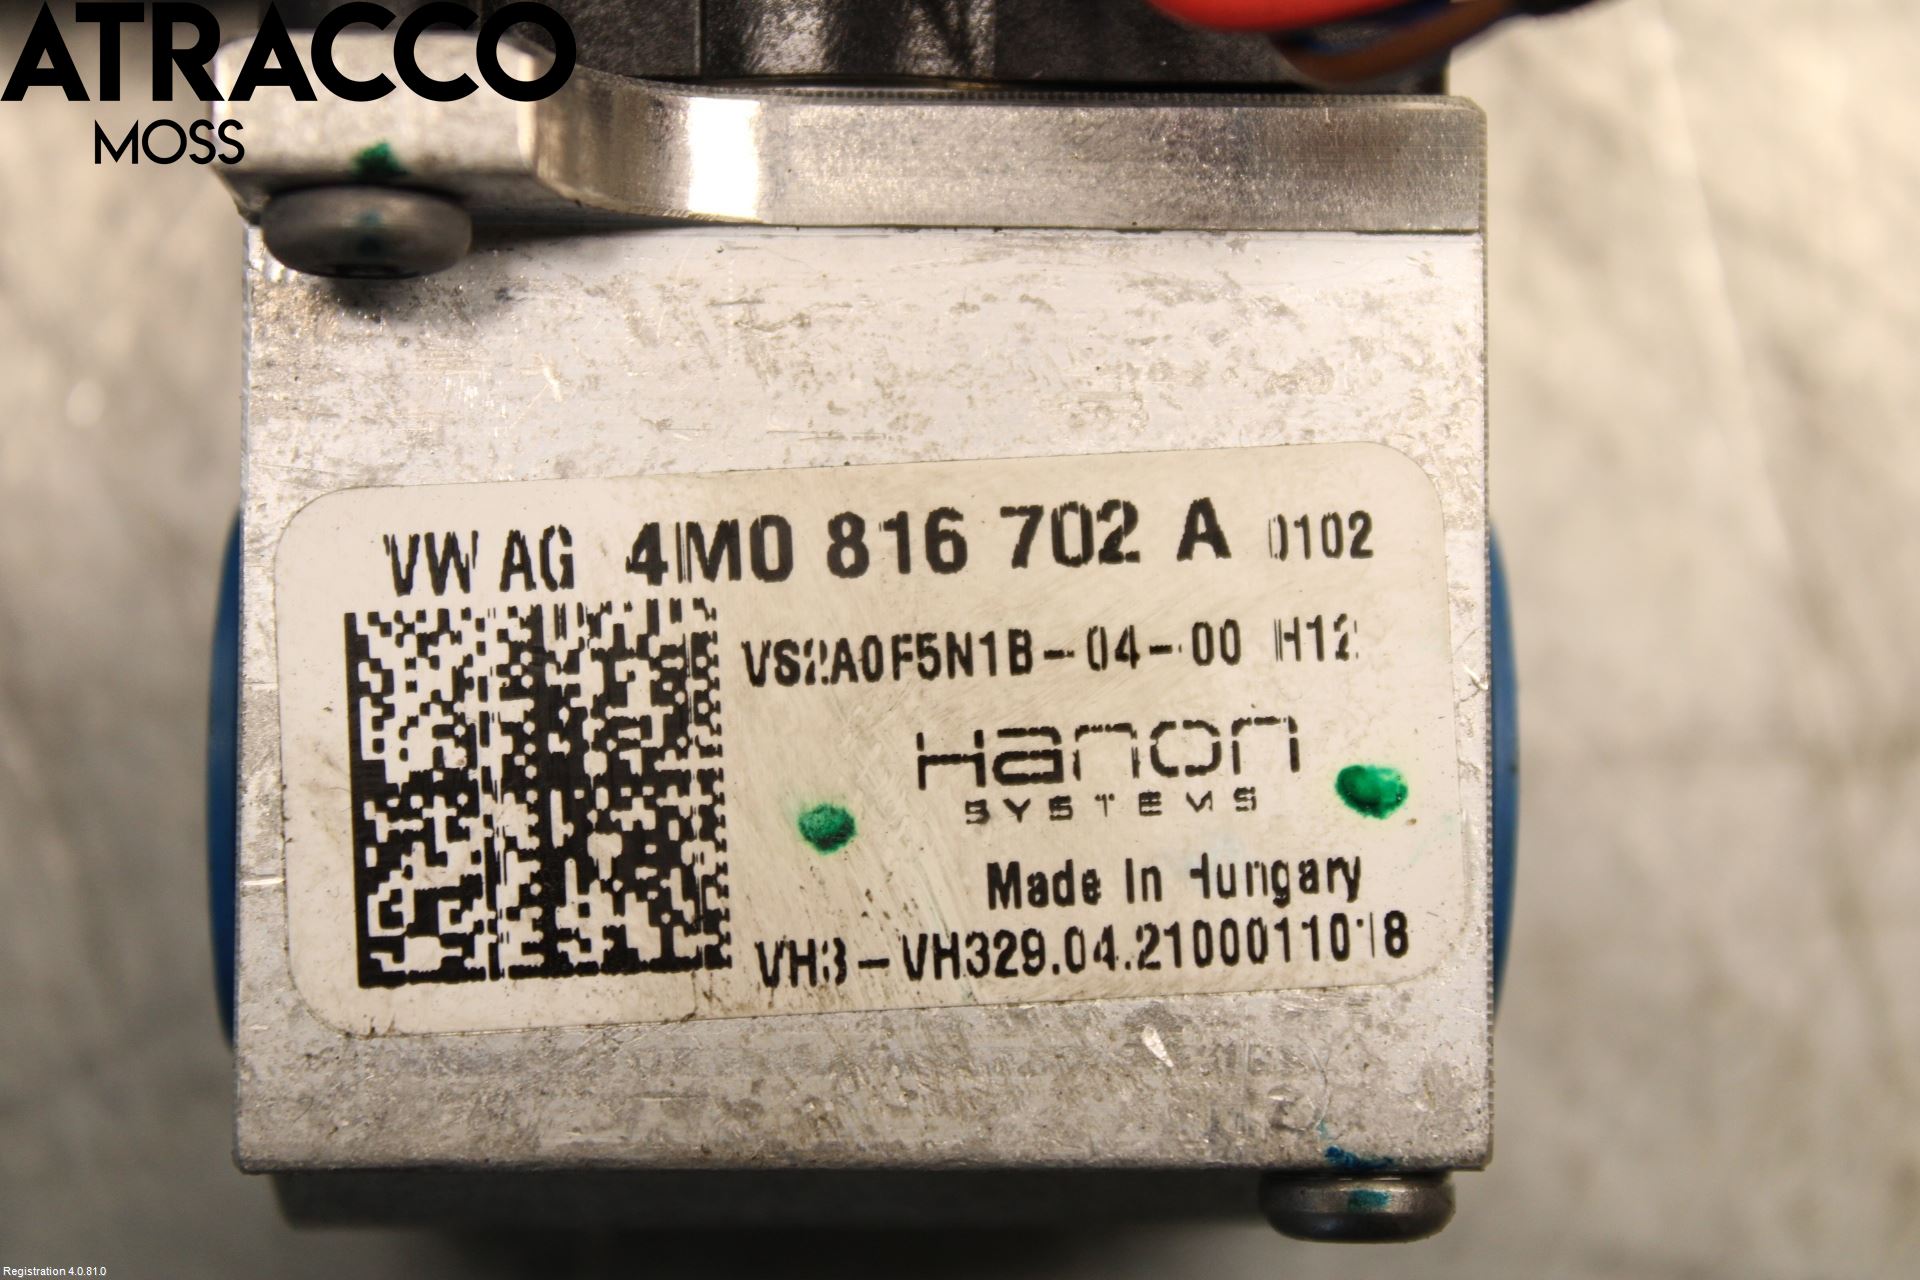 ATRACCO
MOSS
VW AG 4M0 816 702 A 0102
VS2A0F5N1B-04-00 H12
Hanon
SYSTEMS
Made In Hungary
VH3-VH329.04.2100011018
Registration 4.0.81.0